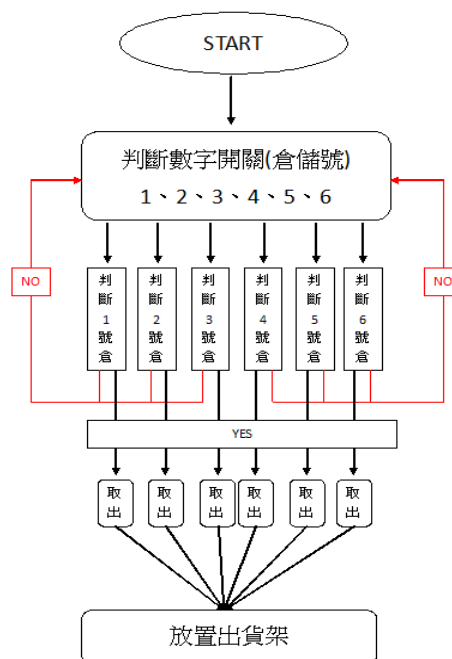 START
判斷數字開關(倉儲號)
1、2、3、4、5、6
NO
NO
判斷1號倉
判斷2號倉
判斷3號倉
判斷4號倉
判斷5號倉
判斷6號倉
YES
取出
取出
取出
取出
取出
取出
放置出貨架